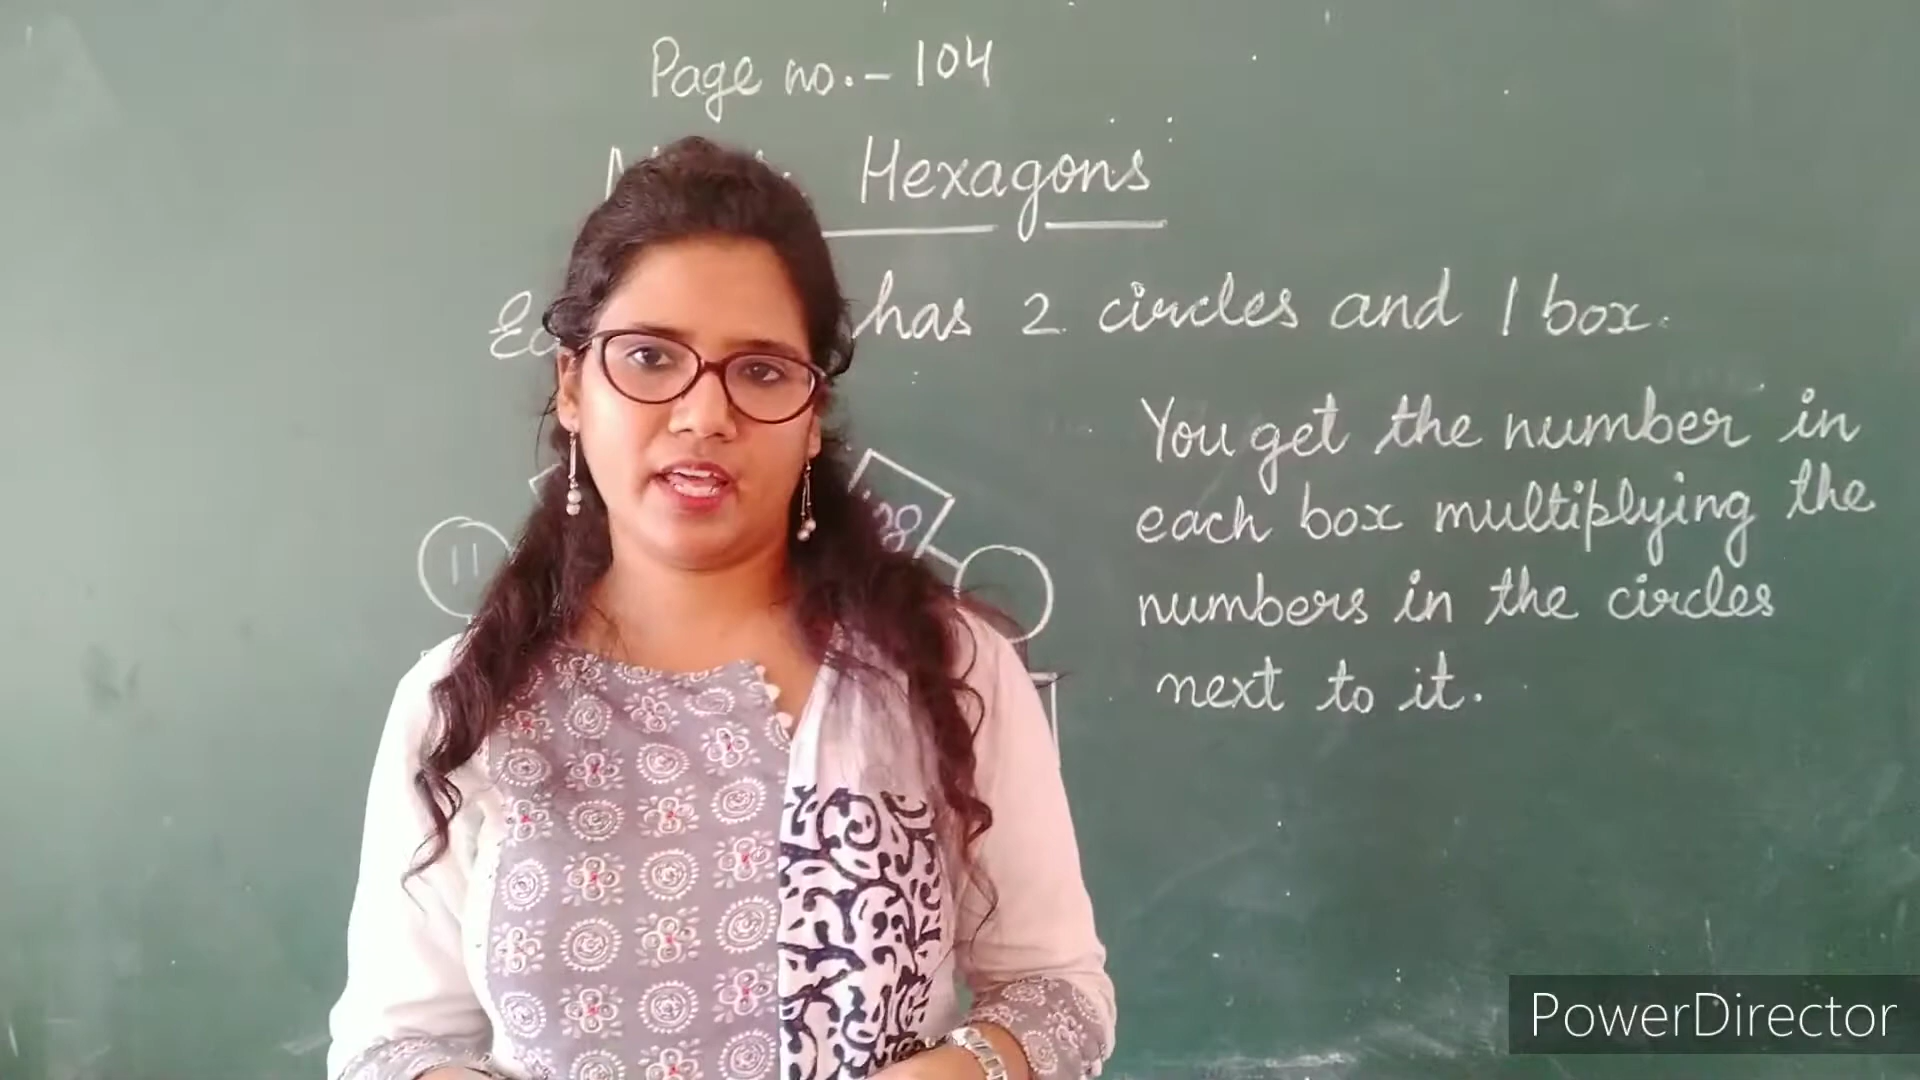 Page no. - 104
Hexagons
has 2 circles and 1 box.
You get the number in
each box multiplying the
numbers in the circles
next to it.
11
PowerDirector